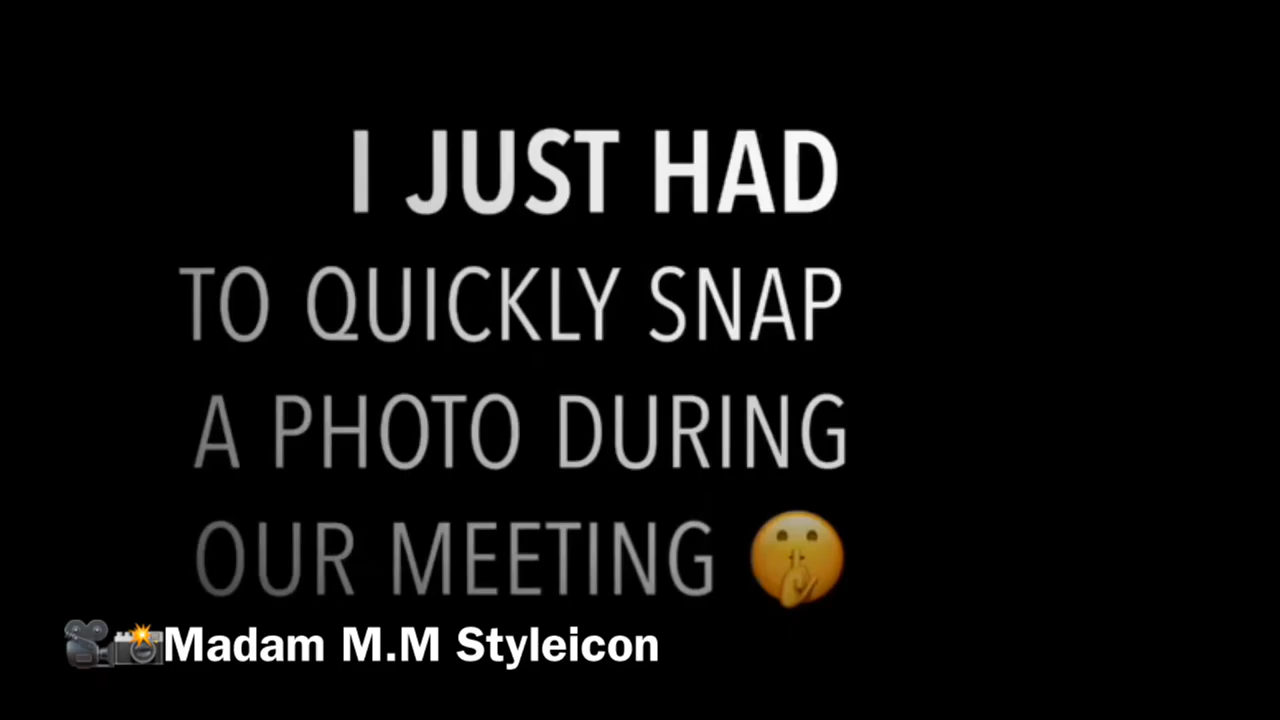 I JUST HAD
TO QUICKLY SNAP
A PHOTO DURING
OUR MEETING 🤫
🎥📸Madam M.M Styleicon